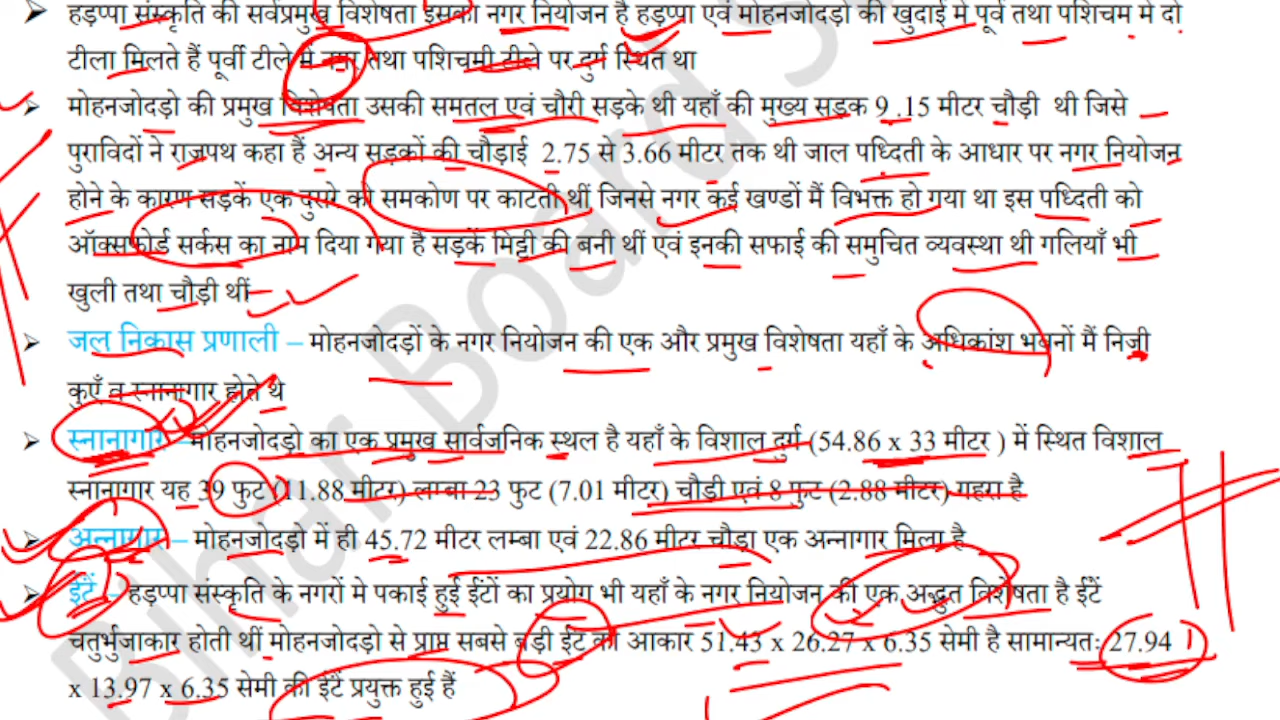 हड़प्पा संस्कृति की सर्वप्रमुख विशेषता इसका नगर नियोजन है हड़प्पा एवं मोहनजोदड़ो की खुदाई मे पूर्व तथा पशिचम मे दो
टीला मिलते हैं पूर्वी टीले मे नगर तथा पशिचमी टीले पर दुर्ग स्थित था
मोहनजोदड़ो की प्रमुख विशेषता उसकी समतल एवं चौरी सड़के थी यहाँ की मुख्य सड़क 9 .15 मीटर चौड़ी थी जिसे
पुराविदों ने राजपथ कहा हैं अन्य सड़कों की चौड़ाई 2.75 से 3.66 मीटर तक थी जाल पध्दिती के आधार पर नगर नियोजन
होने के कारण सड़कें एक दुसरे को समकोण पर काटती थीं जिनसे नगर कई खण्डों मैं विभक्त हो गया था इस पध्दिती को
ऑक्सफोर्ड सर्कस का नाम दिया गया है सड़कें मिट्टी की बनी थीं एवं इनकी सफाई की समुचित व्यवस्था थी गलियाँ भी
खुली तथा चौड़ी थीं
जल निकास प्रणाली – मोहनजोदड़ों के नगर नियोजन की एक और प्रमुख विशेषता यहाँ के अधिकांश भवनों मैं निजी
कुएँ व स्नानागार होते थे
स्नानागार – मोहनजोदड़ो का एक प्रमुख सार्वजनिक स्थल है यहाँ के विशाल दुर्ग (54.86 x 33 मीटर ) में स्थित विशाल
स्नानागार यह 39 फुट (11.88 मीटर) लाम्बा 23 फुट (7.01 मीटर) चौड़ी एवं 8 फुट (2.88 मीटर) गहरा है
अन्नागार – मोहनजोदड़ो में ही 45.72 मीटर लम्बा एवं 22.86 मीटर चौड़ा एक अन्नागार मिला है
ईंटें – हड़प्पा संस्कृति के नगरों मे पकाई हुई ईंटों का प्रयोग भी यहाँ के नगर नियोजन की एक अद्भुत विशेषता है ईंटें
चतुर्भुजाकार होती थीं मोहनजोदड़ो से प्राप्त सबसे बड़ी ईंट का आकार 51.43 x 26.27 x 6.35 सेमी है सामान्यतः 27.94
x 13.97 x 6.35 सेमी की ईंटें प्रयुक्त हुई हैं
Bihar Board